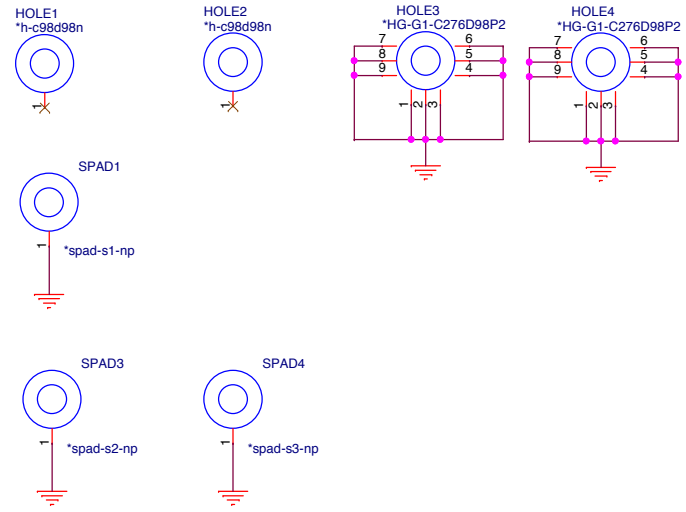 HOLE1
*h-c98d98n
1
HOLE2
*h-c98d98n
1
HOLE3
*HG-G1-C276D98P2
7 6
8 5
9 4
1 2 3
HOLE4
*HG-G1-C276D98P2
7 6
8 5
9 4
1 2 3
SPAD1
1
*spad-s1-np
SPAD3
1
*spad-s2-np
SPAD4
1
*spad-s3-np